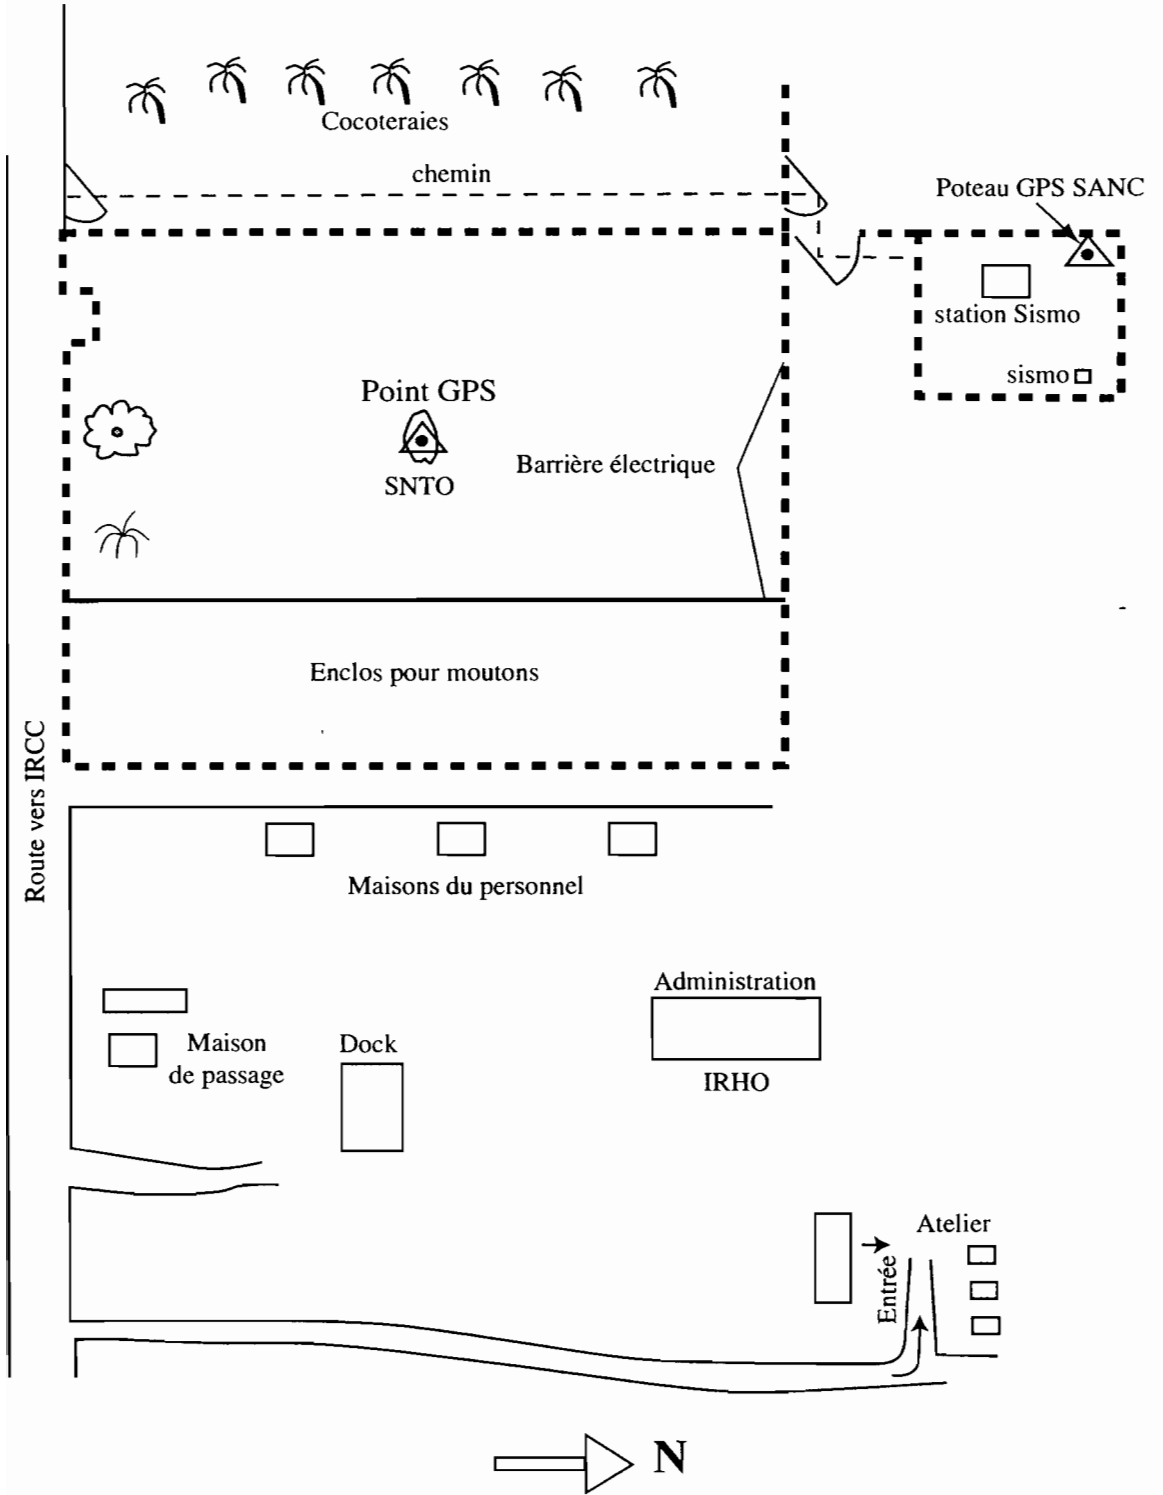 Cocoteraies
chemin
Poteau GPS SANC
station Sismo
sismo
Point GPS
SNTO
Barrière électrique
Enclos pour moutons
Route vers IRCC
Maisons du personnel
Administration
IRHO
Maison
de passage
Dock
Atelier
Entrée
N